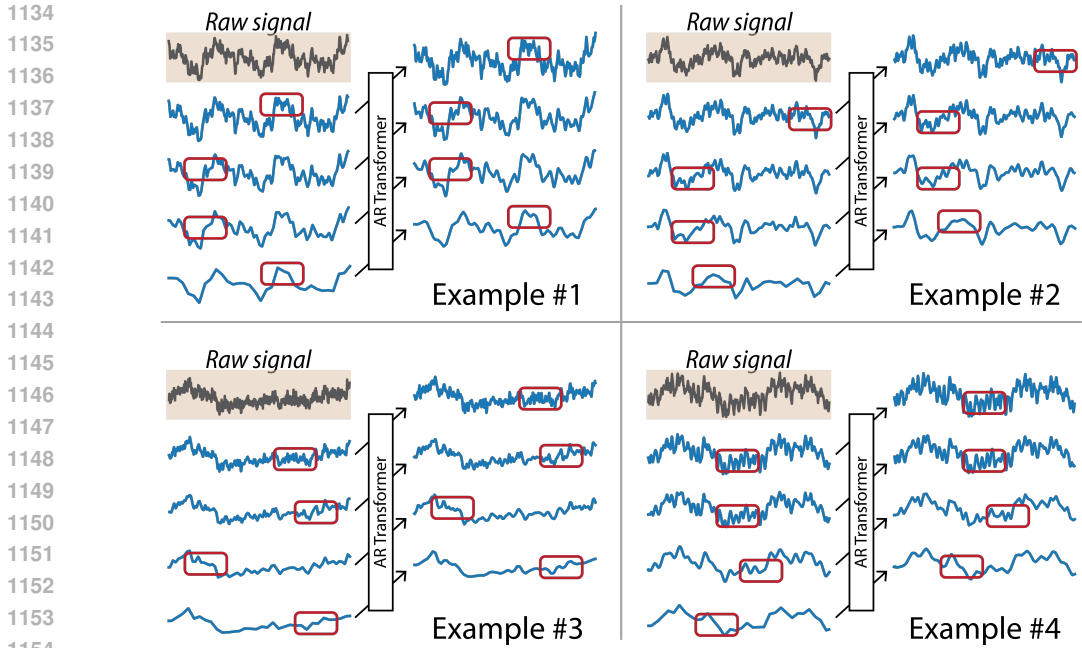 1134
1135
1136
1137
1138
1139
1140
1141
1142
1143
1144
1145
1146
1147
1148
1149
1150
1151
1152
1153
1154
Raw signal
AR Transformer
Example #1
Raw signal
AR Transformer
Example #2
Raw signal
AR Transformer
Example #3
Raw signal
AR Transformer
Example #4